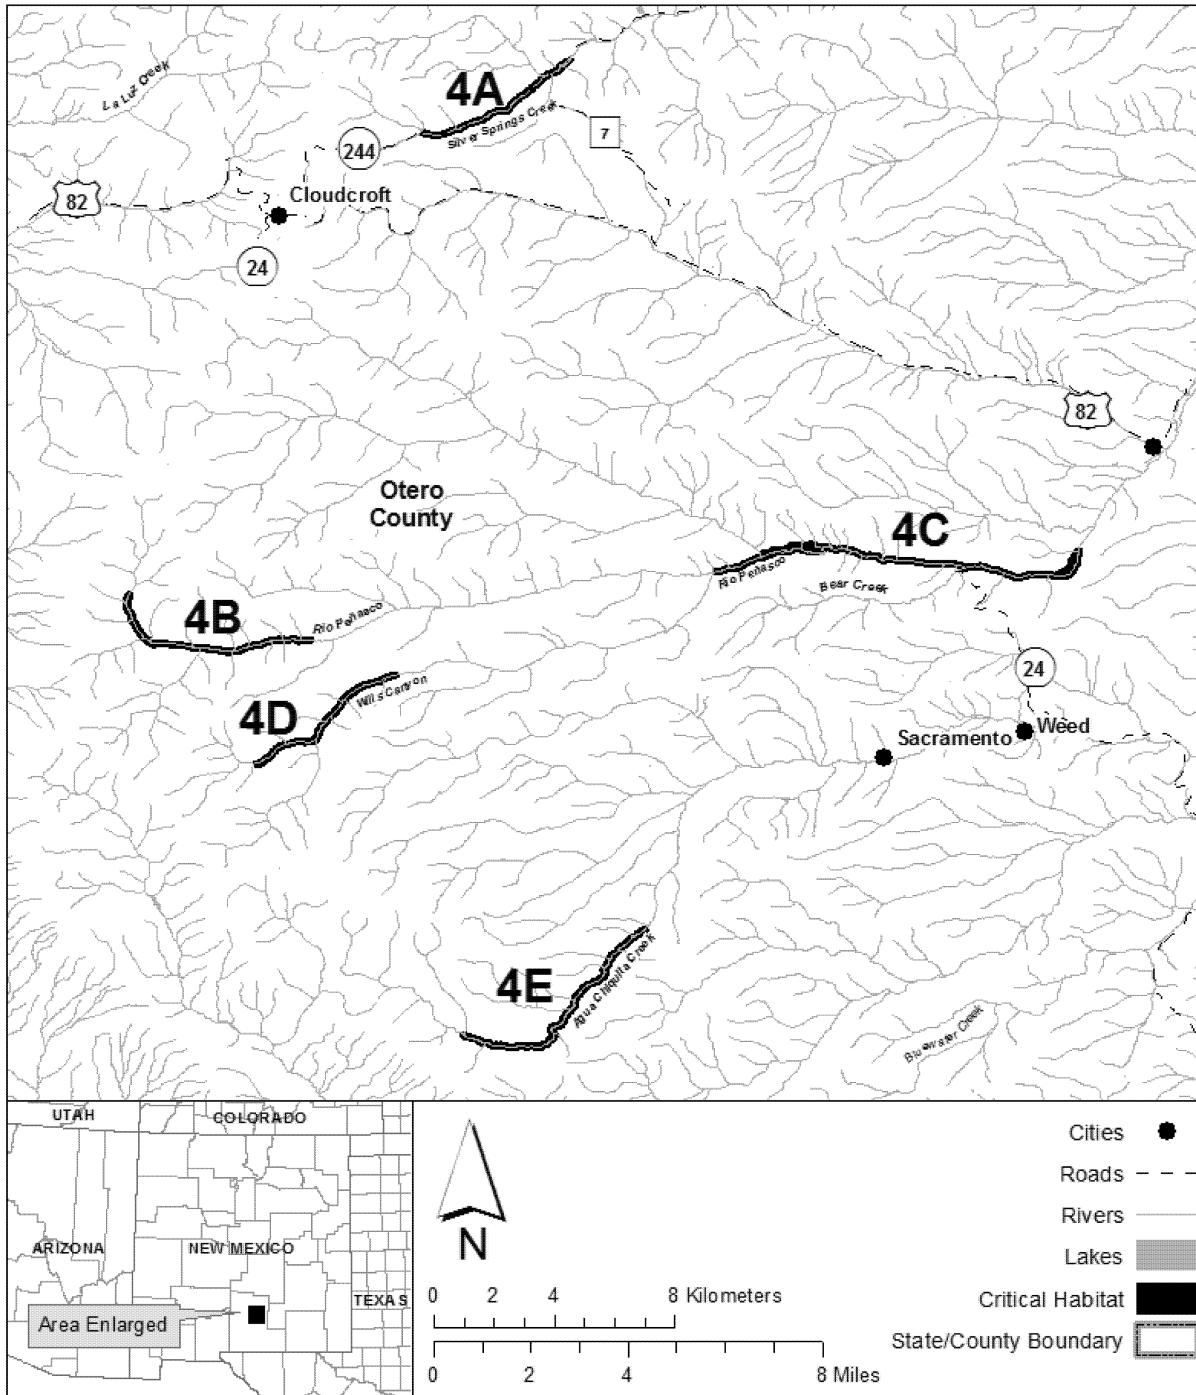 La Luz Creek
4A
Silver Springs Creek
7
244
82
Cloudcroft
24
82
Otero
County
4C
Rio Peñasco
Bear Creek
4B
Rio Peñasco
Wills Canyon
4D
24
Sacramento
Weed
4E
Agua Chiquita Creek
Bluewater Creek
UTAH
COLORADO
ARIZONA
NEW MEXICO
TEXAS
Area Enlarged
N
0 2 4 8 Kilometers
0 2 4 8 Miles
Cities
Roads
Rivers
Lakes
Critical Habitat
State/County Boundary